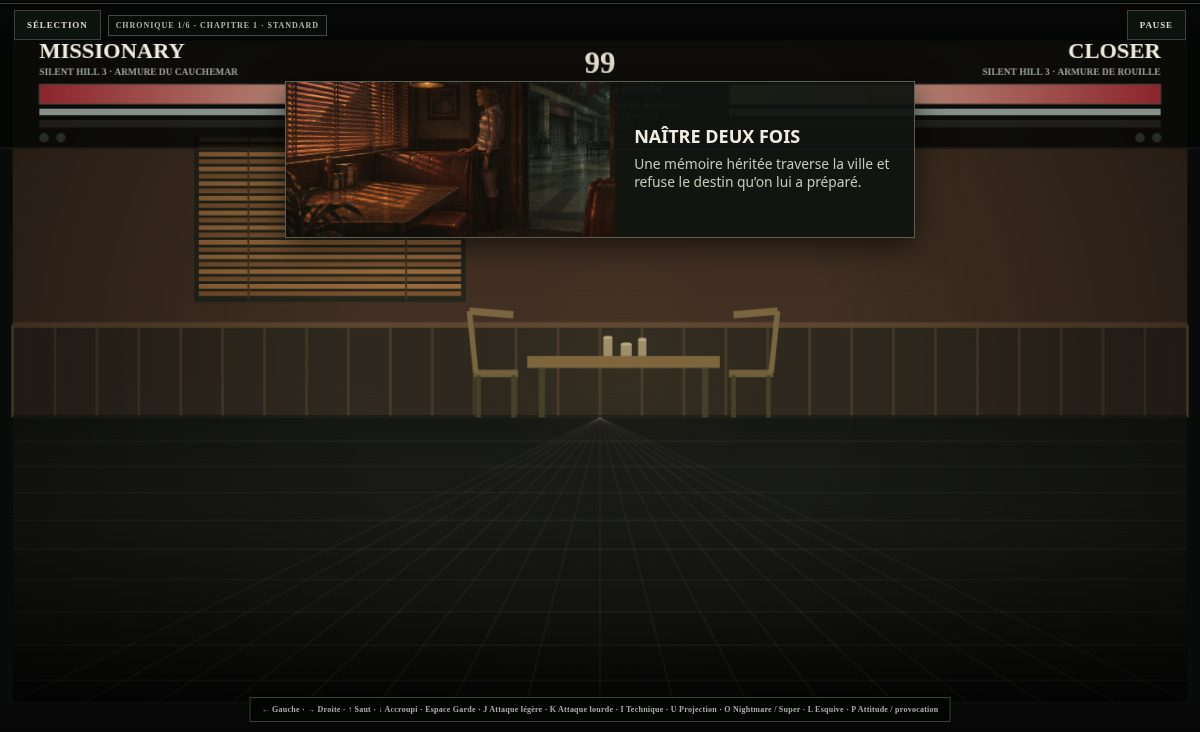 SÉLECTION
CHRONIQUE 1/6 · CHAPITRE 1 · STANDARD
PAUSE
MISSIONARY
99
CLOSER
SILENT HILL 3 · ARMURE DU CAUCHEMAR
SILENT HILL 3 · ARMURE DE ROUILLE
NAÎTRE DEUX FOIS
Une mémoire héritée traverse la ville et
refuse le destin qu'on lui a préparé.
← Gauche · → Droite · ↑ Saut · ↓ Accroupi · Espace Garde · J Attaque légère · K Attaque lourde · I Technique · U Projection · O Nightmare / Super · L Esquive · P Attitude / provocation